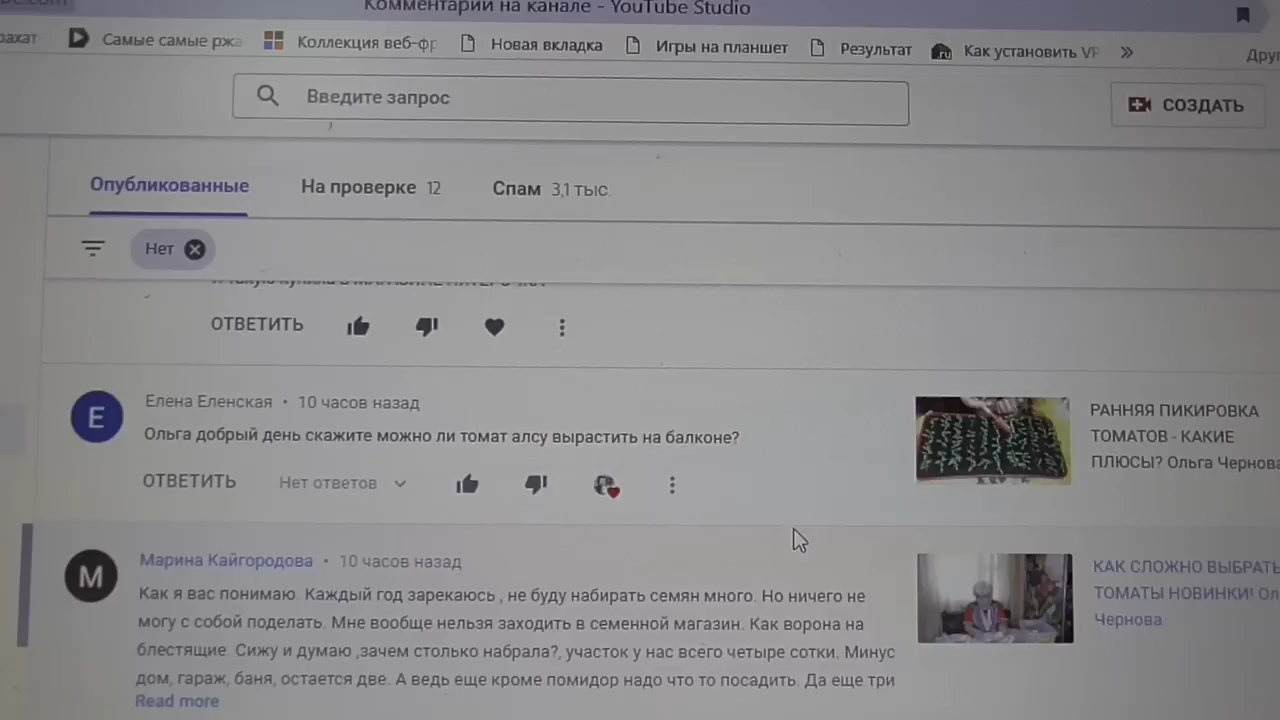 Комментарии на канале - YouTube Studio
Самые самые ржа
Коллекция веб-фр
Новая вкладка
Игры на планшет
Результат
Как установить VP
»
СОЗДАТЬ
Введите запрос
Опубликованные
На проверке 12
Спам 3,1 тыс.
Нет
ОТВЕТИТЬ
Елена Еленская • 10 часов назад
Ольга добрый день скажите можно ли томат алсу вырастить на балконе?
ОТВЕТИТЬ
Нет ответов
РАННЯЯ ПИКИРОВКА
ТОМАТОВ - КАКИЕ
ПЛЮСЫ? Ольга Чернова
E
M
Марина Кайгородова • 10 часов назад
Как я вас понимаю. Каждый год зарекаюсь , не буду набирать семян много. Но ничего не
могу с собой поделать. Мне вообще нельзя заходить в семенной магазин. Как ворона на
блестящие. Сижу и думаю ,зачем столько набрала?, участок у нас всего четыре сотки. Минус
дом, гараж, баня, остается две. А ведь еще кроме помидор надо что то посадить. Да еще три
Read more
КАК СЛОЖНО ВЫБРАТЬ
ТОМАТЫ НОВИНКИ! Ол
Чернова